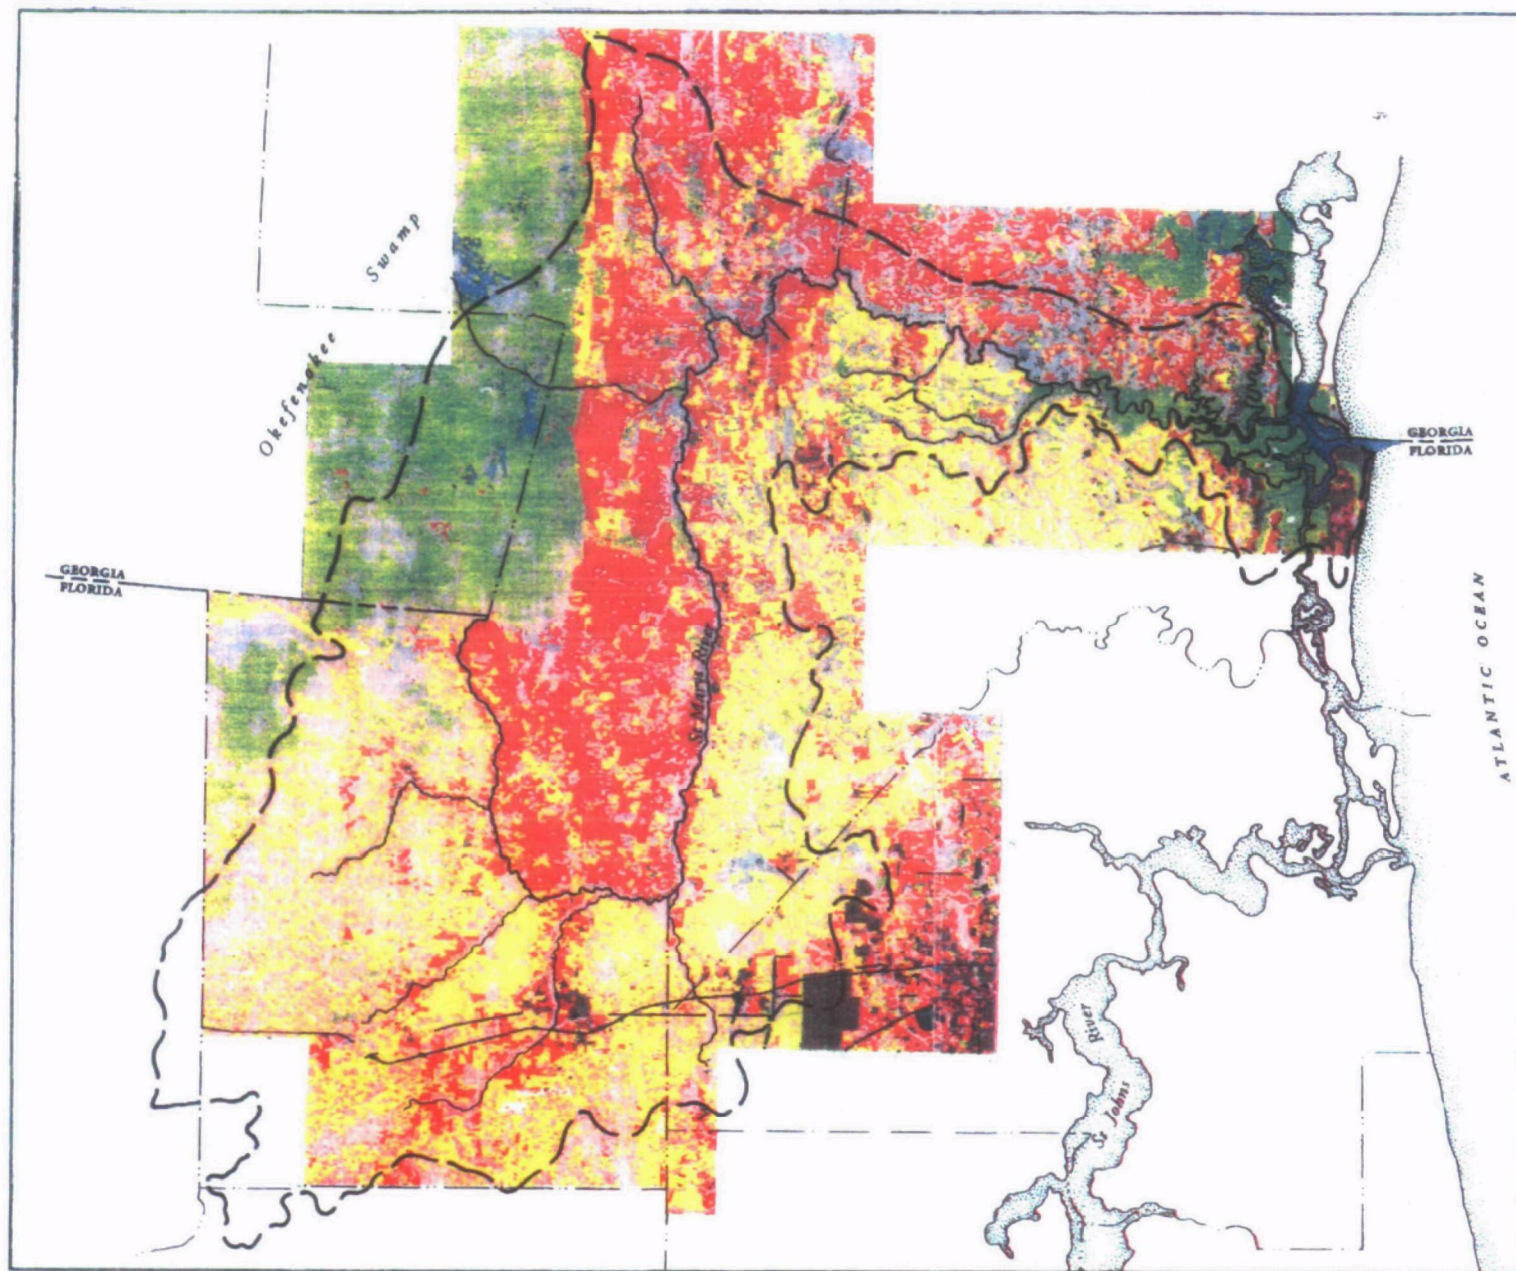 Swamp
Okefenokee
GEORGIA
FLORIDA
GEORGIA
FLORIDA
St Marys River
ATLANTIC OCEAN
St Johns River